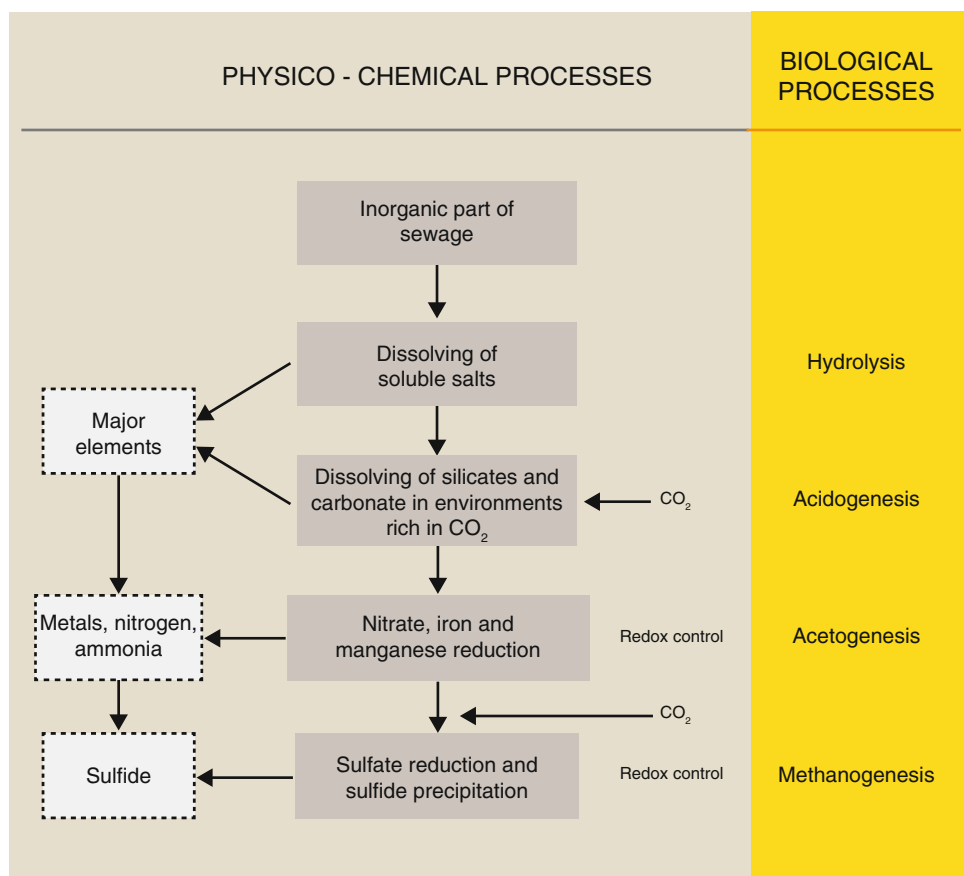 PHYSICO - CHEMICAL PROCESSES
BIOLOGICAL
PROCESSES
Inorganic part of
sewage
Dissolving of
soluble salts
Hydrolysis
Major
elements
Dissolving of silicates and
carbonate in environments
rich in CO₂
CO₂
Acidogenesis
Metals, nitrogen,
ammonia
Nitrate, iron and
manganese reduction
Redox control
Acetogenesis
CO₂
Sulfide
Sulfate reduction and
sulfide precipitation
Redox control
Methanogenesis